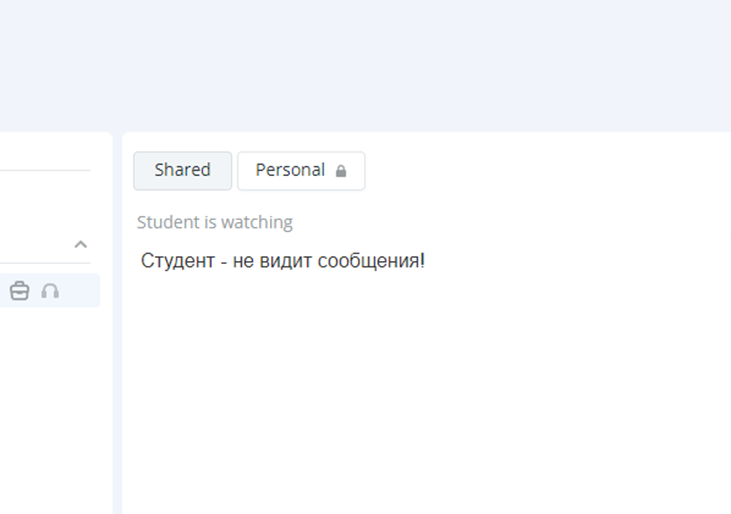 Shared Personal
Student is watching
Студент - не видит сообщения!